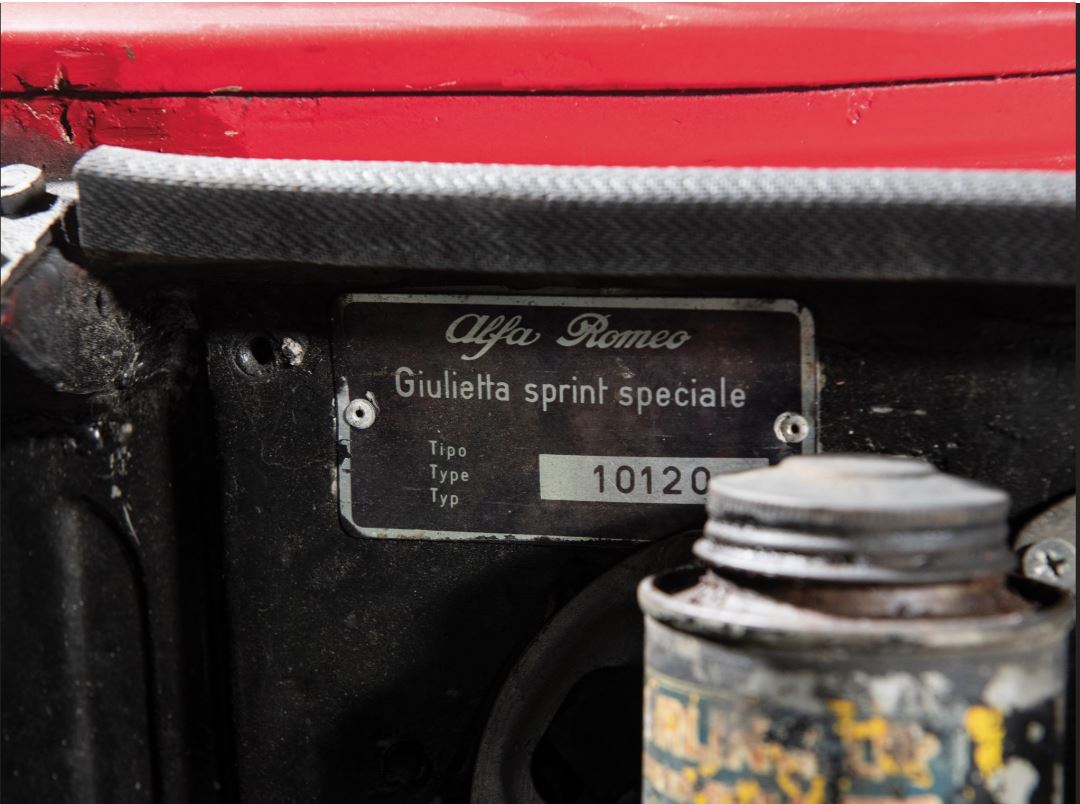 Alfa Romeo
Giulietta sprint speciale
Tipo
Type
Typ
10120